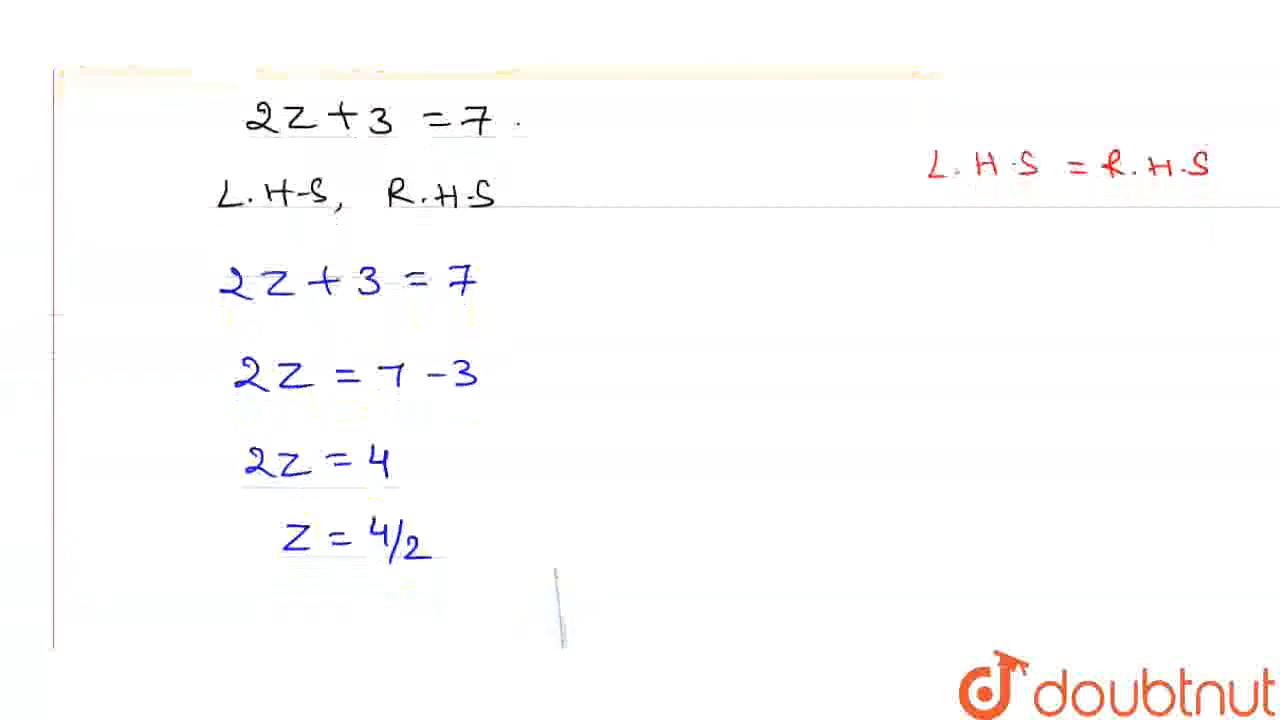 2z + 3 = 7.
L.H.S, R.H.S
L.H.S = R.H.S
2z + 3 = 7
2z = 7 - 3
2z = 4
z = 4/2
doubtnut